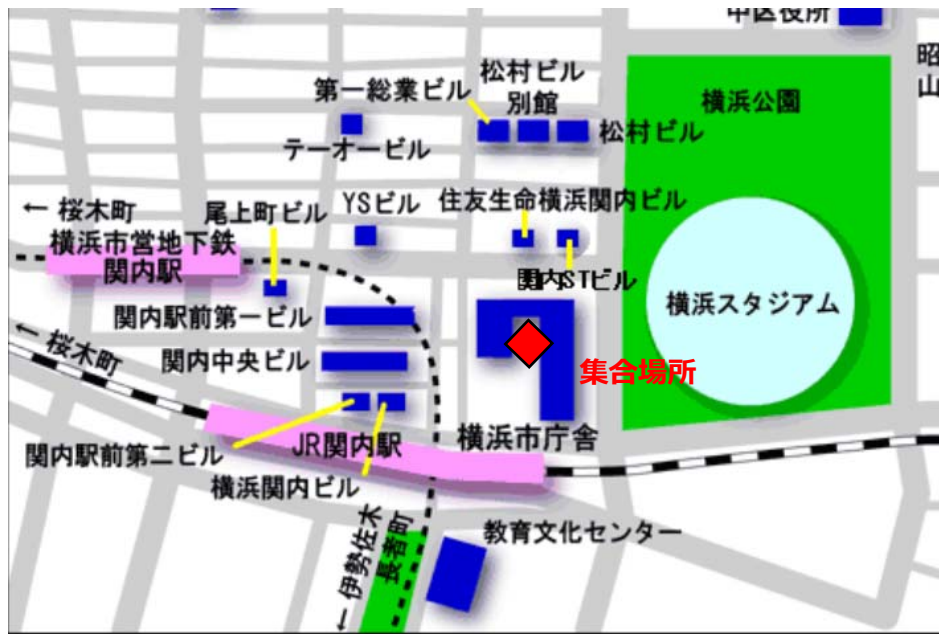 中区役所
昭
山
松村ビル
別館
第一総業ビル
横浜公園
松村ビル
テーオービル
← 桜木町
尾上町ビル
YSビル
住友生命横浜関内ビル
横浜市営地下鉄
関内駅
関内STビル
横浜スタジアム
関内駅前第一ビル
← 桜木町
関内中央ビル
集合場所
JR関内駅
横浜市庁舎
関内駅前第二ビル
横浜関内ビル
教育文化センター
← 伊勢佐木
長者町